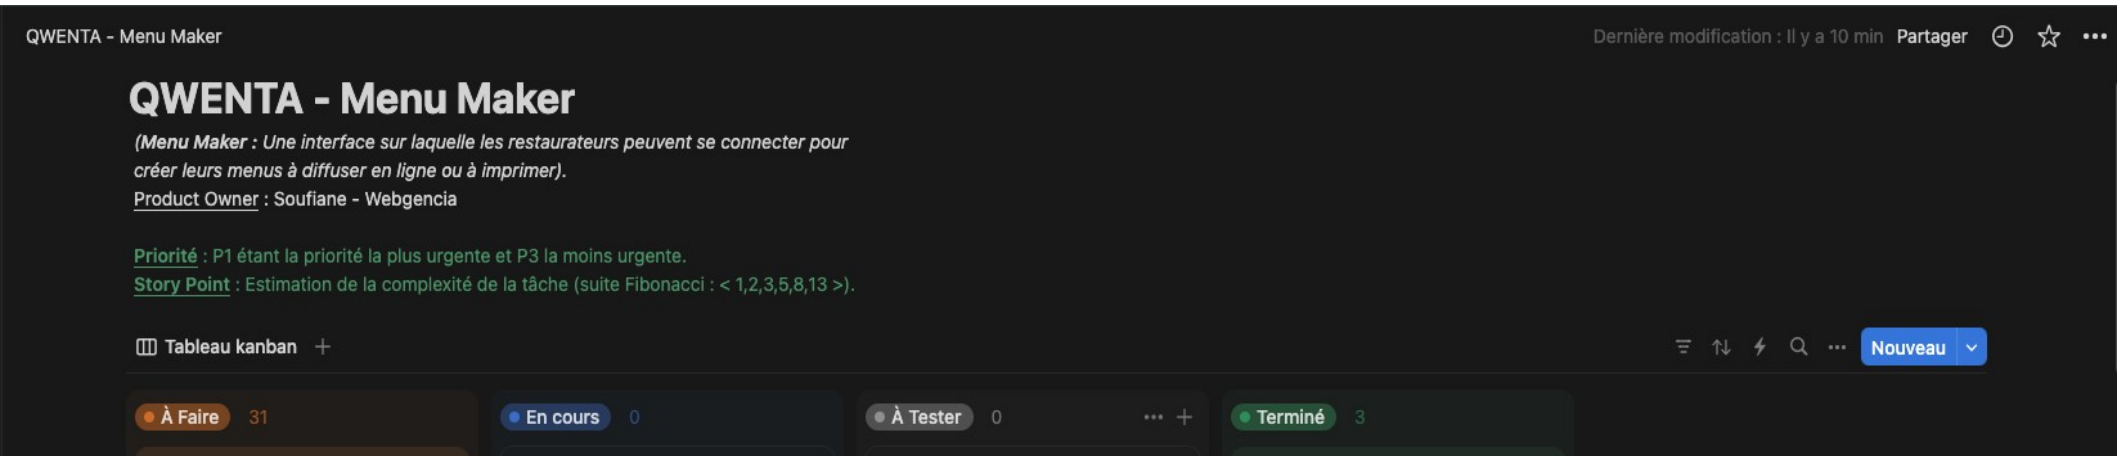 QWENTA - Menu Maker
Dernière modification : Il y a 10 min Partager
QWENTA - Menu Maker
(Menu Maker : Une interface sur laquelle les restaurateurs peuvent se connecter pour
créer leurs menus à diffuser en ligne ou à imprimer).
Product Owner : Soufiane - Webgencia
Priorité : P1 étant la priorité la plus urgente et P3 la moins urgente.
Story Point : Estimation de la complexité de la tâche (suite Fibonacci : < 1,2,3,5,8,13 >).
Tableau kanban
Nouveau
À Faire 31
En cours 0
À Tester 0
Terminé 3